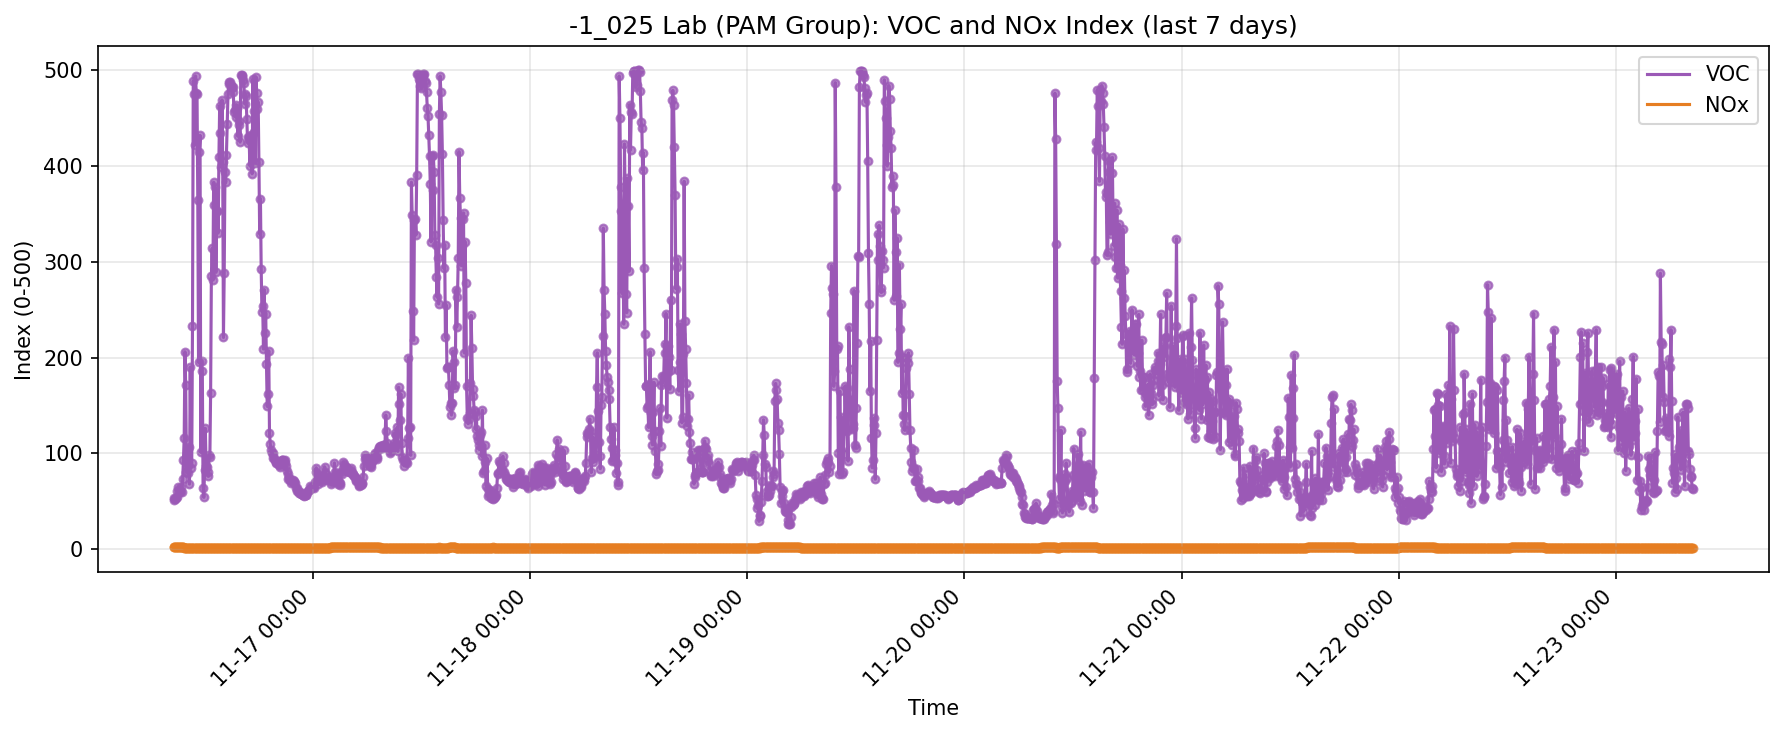 -1_025 Lab (PAM Group): VOC and NOx Index (last 7 days)
VOC
NOx
Index (0-500)
500
400
300
200
100
0
11-17 00:00
11-18 00:00
11-19 00:00
11-20 00:00
11-21 00:00
11-22 00:00
11-23 00:00
Time